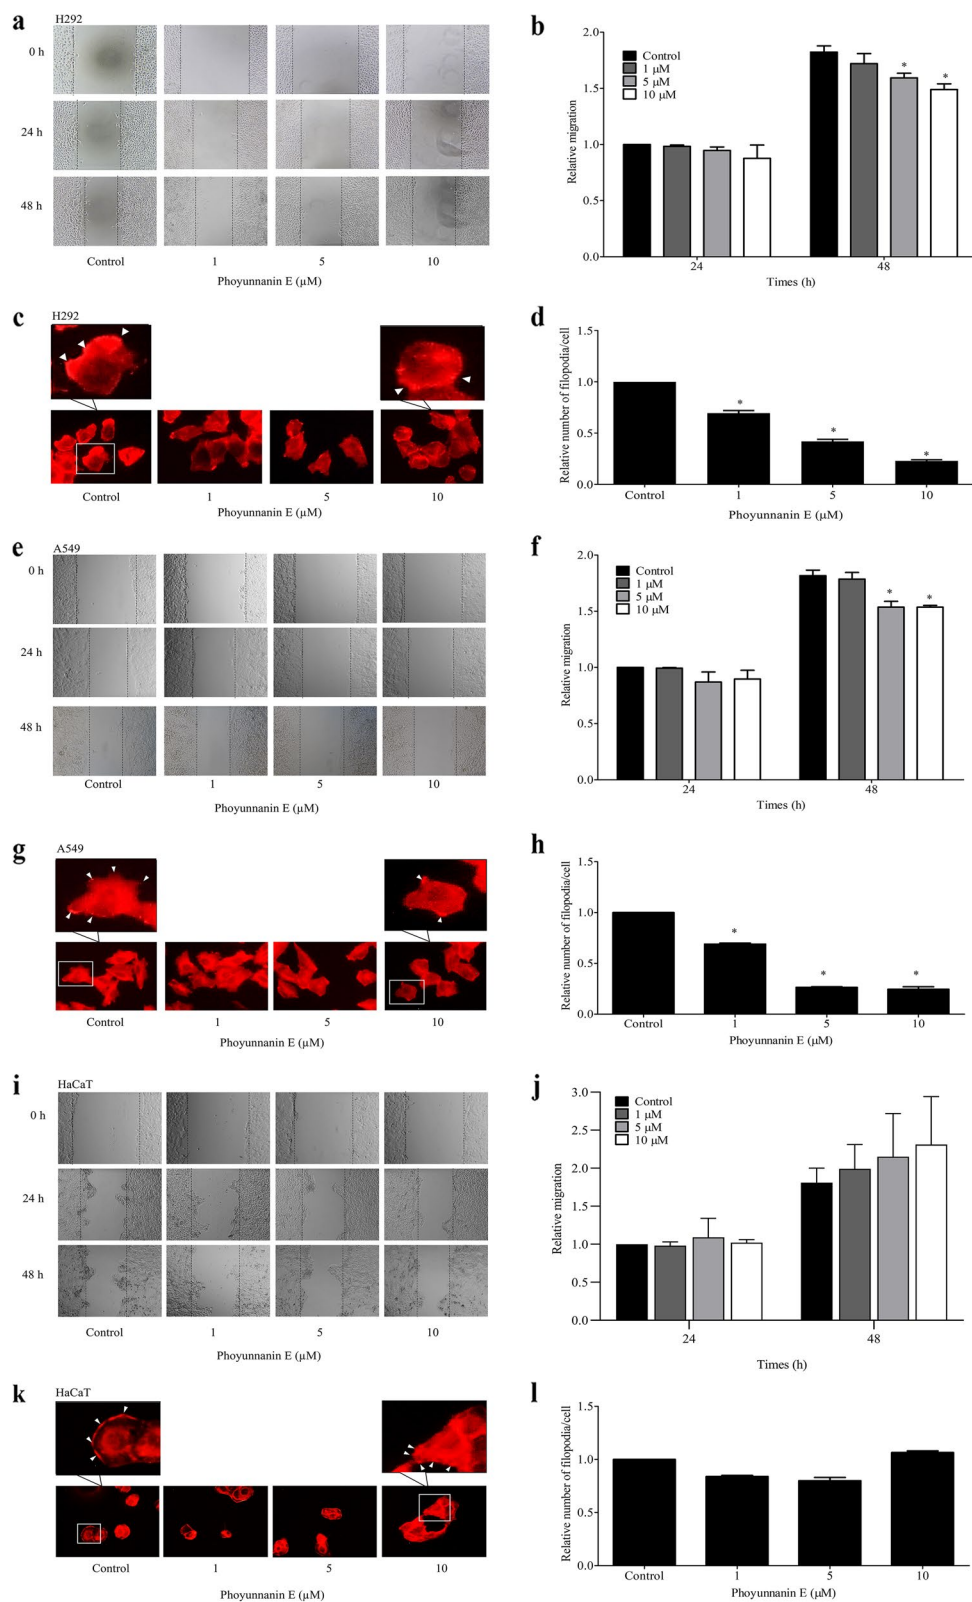 a
H292
0 h
24 h
48 h
Control 1 5 10
Phoyunnanin E (µM)
b
Relative migration
2.0
1.5
1.0
0.5
0.0
Control
1 µM
5 µM
10 µM
* *
24 48
Times (h)
c
H292
Control 1 5 10
Phoyunnanin E (µM)
d
Relative number of filopodia/cell
1.5
1.0
0.5
0.0
* * *
Control 1 5 10
Phoyunnanin E (µM)
e
A549
0 h
24 h
48 h
Control 1 5 10
Phoyunnanin E (µM)
f
Relative migration
2.0
1.5
1.0
0.5
0.0
Control
1 µM
5 µM
10 µM
* *
24 48
Times (h)
g
A549
Control 1 5 10
Phoyunnanin E (µM)
h
Relative number of filopodia/cell
1.5
1.0
0.5
0.0
* * *
Control 1 5 10
Phoyunnanin E (µM)
i
HaCaT
0 h
24 h
48 h
Control 1 5 10
Phoyunnanin E (µM)
j
Relative migration
3.0
2.5
2.0
1.5
1.0
0.5
0.0
Control
1 µM
5 µM
10 µM
24 48
Times (h)
k
HaCaT
Control 1 5 10
Phoyunnanin E (µM)
l
Relative number of filopodia/cell
1.5
1.0
0.5
0.0
Control 1 5 10
Phoyunnanin E (µM)